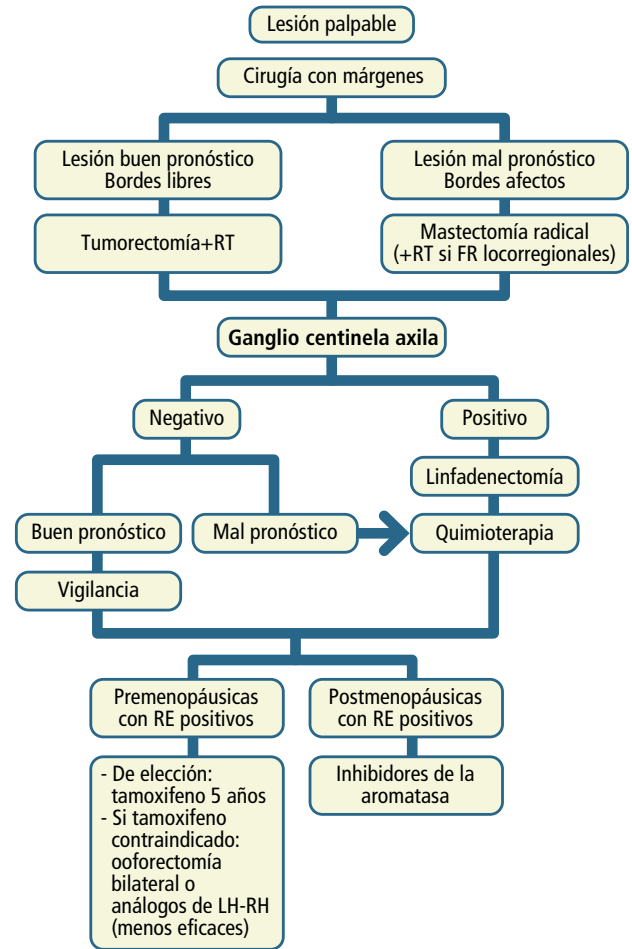 Lesión palpable
Cirugía con márgenes
Lesión buen pronóstico
Bordes libres
Lesión mal pronóstico
Bordes afectos
Tumorectomía+RT
Mastectomía radical
(+RT si FR locorregionales)
Ganglio centinela axila
Negativo
Positivo
Linfadenectomía
Buen pronóstico
Mal pronóstico
Quimioterapia
Vigilancia
Premenopáusicas
con RE positivos
Postmenopáusicas
con RE positivos
- De elección:
tamoxifeno 5 años
- Si tamoxifeno
contraindicado:
ooforectomía
bilateral o
análogos de LH-RH
(menos eficaces)
Inhibidores de la
aromatasa